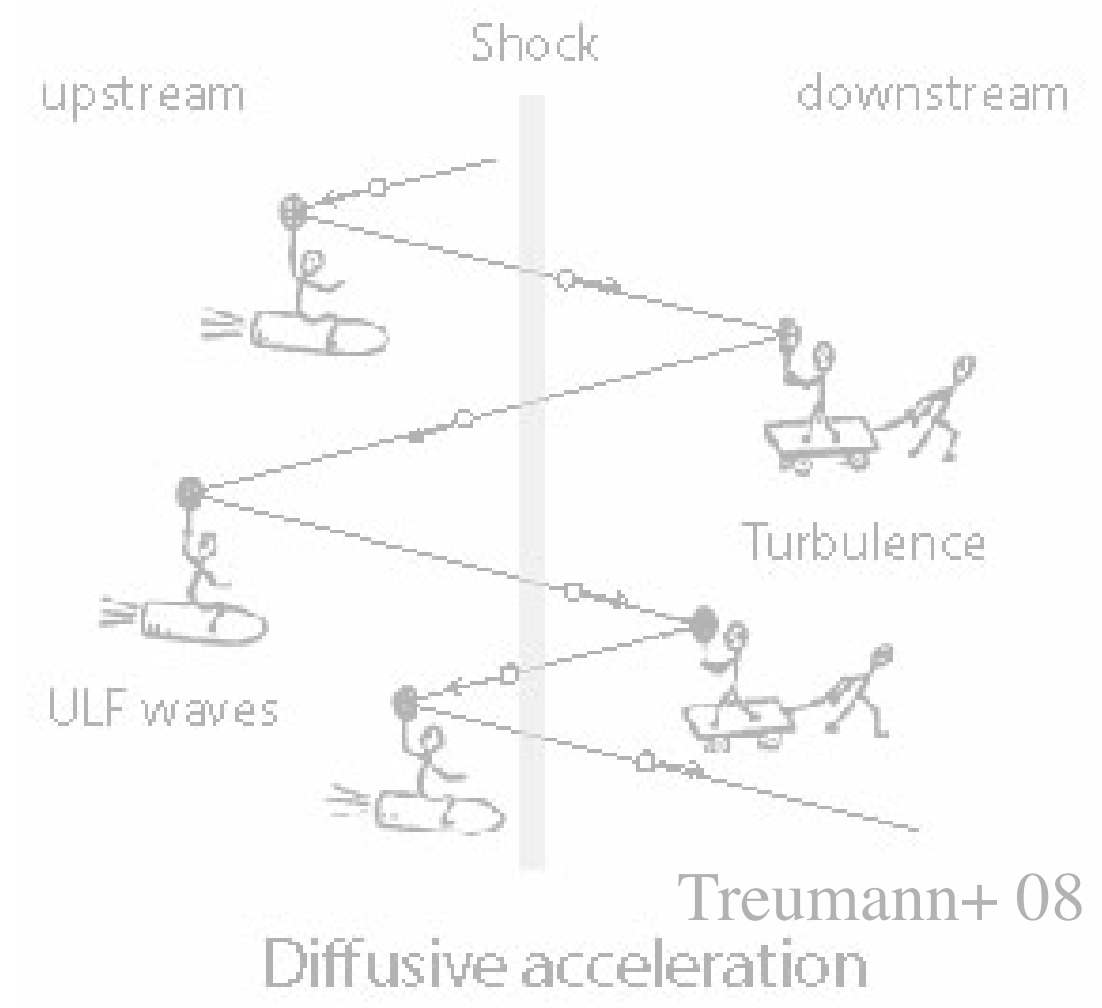 Shock
upstream
downstream
Turbulence
ULF waves
Treumann+ 08
Diffusive acceleration